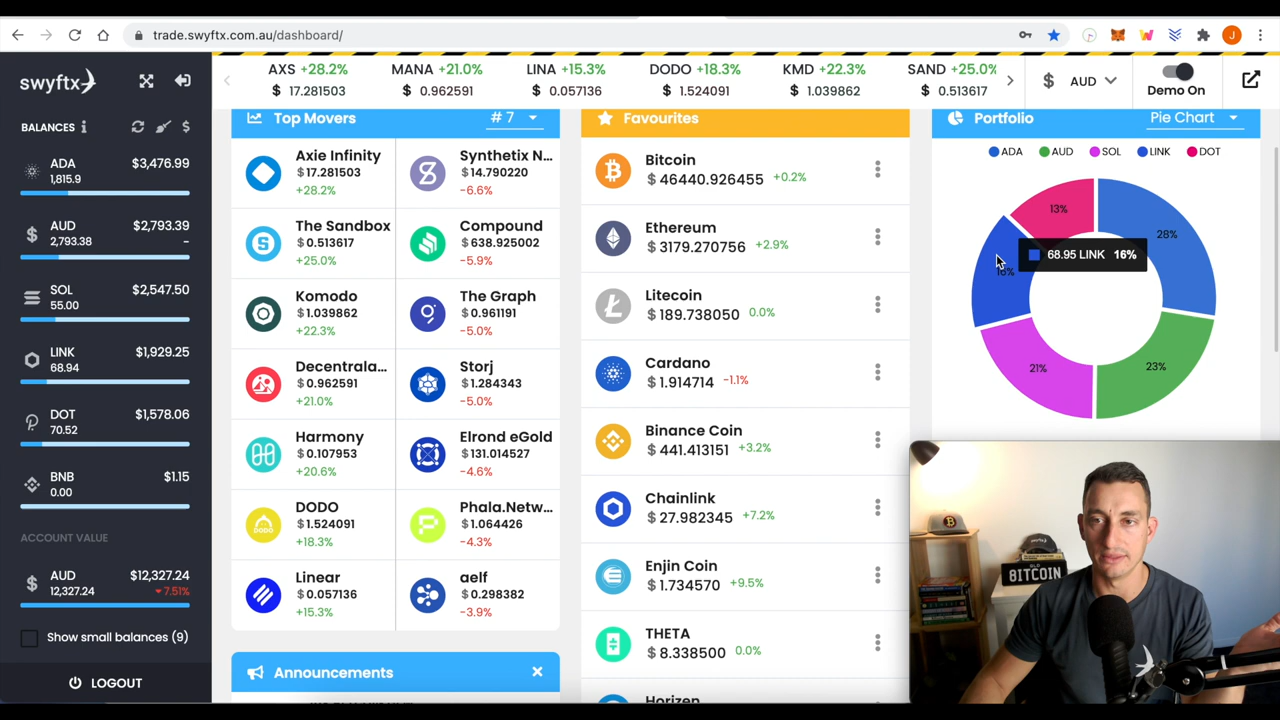 trade.swyftx.com.au/dashboard/
J
swyftx
BALANCES
ADA $3,476.99
1,815.9
AUD $2,793.39
2,793.38 -
SOL $2,547.50
55.00
LINK $1,929.25
68.94
DOT $1,578.06
70.52
BNB $1.15
0.00
ACCOUNT VALUE
AUD $12,327.24
12,327.24 7.51%
Show small balances (9)
LOGOUT
AXS +28.2% MANA +21.0% LINA +15.3% DODO +18.3% KMD +22.3% SAND +25.0%
$ 17.281503 $ 0.962591 $ 0.057136 $ 1.524091 $ 1.039862 $ 0.513617
$ AUD
Demo On
Top Movers # 7
Axie Infinity
$17.281503
+28.2%
Synthetix N...
$14.790220
-6.6%
The Sandbox
$0.513617
+25.0%
Compound
$638.925002
-5.9%
Komodo
$1.039862
+22.3%
The Graph
$0.961191
-5.0%
Decentrala...
$0.962591
+21.0%
Storj
$1.284343
-5.0%
Harmony
$0.107953
+20.6%
Elrond eGold
$131.014527
-4.6%
DODO
$1.524091
+18.3%
Phala.Netw...
$1.064426
-4.3%
Linear
$0.057136
+15.3%
aelf
$0.298382
-3.9%
Announcements
Favourites
Bitcoin
$ 46440.926455 +0.2%
Ethereum
$ 3179.270756 +2.9%
Litecoin
$ 189.738050 0.0%
Cardano
$ 1.914714 -1.1%
Binance Coin
$ 441.413151 +3.2%
Chainlink
$ 27.982345 +7.2%
Enjin Coin
$ 1.734570 +9.5%
THETA
$ 8.338500 0.0%
Horizen
Portfolio Pie Chart
ADA AUD SOL LINK DOT
13%
28%
68.95 LINK 16%
16%
21%
23%
BITCOIN